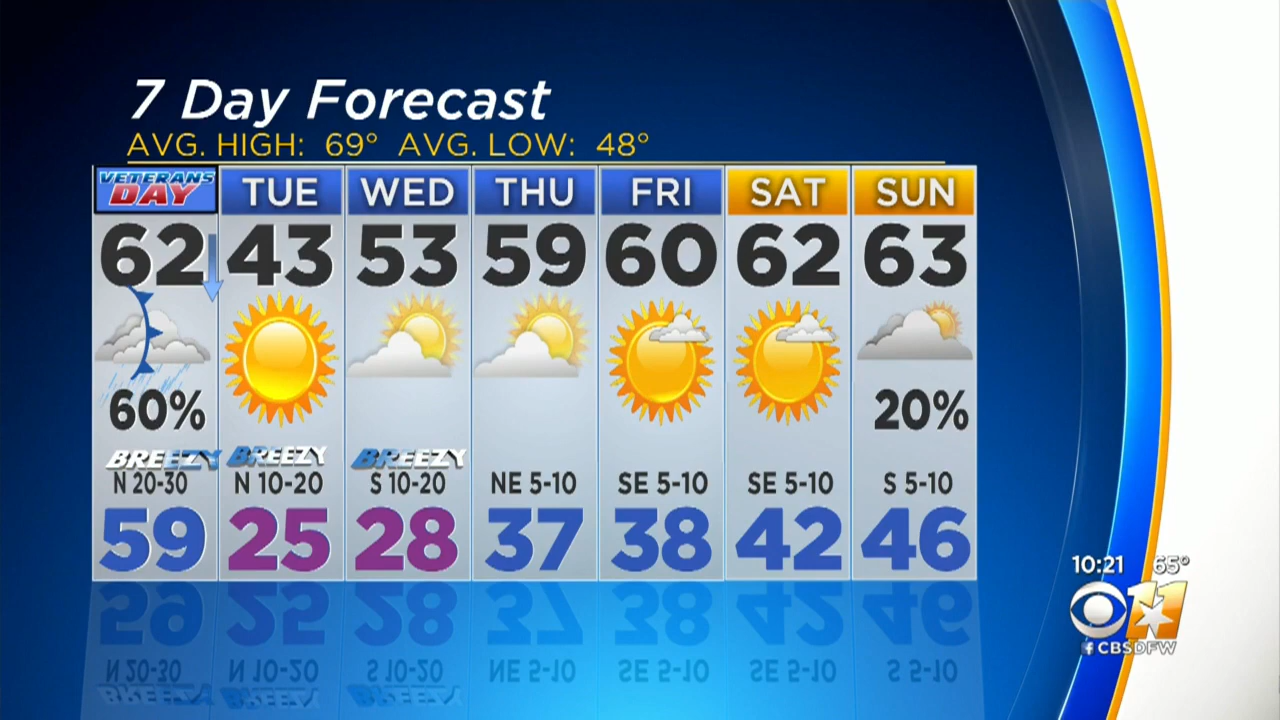 7 Day Forecast
AVG. HIGH: 69° AVG. LOW: 48°
VETERANS DAY TUE WED THU FRI SAT SUN
62 43 53 59 60 62 63
60% 20%
BREEZY BREEZY BREEZY
N 20-30 N 10-20 S 10-20 NE 5-10 SE 5-10 SE 5-10 S 5-10
59 25 28 37 38 42 46
10:21 65°
11
f CBSDFW